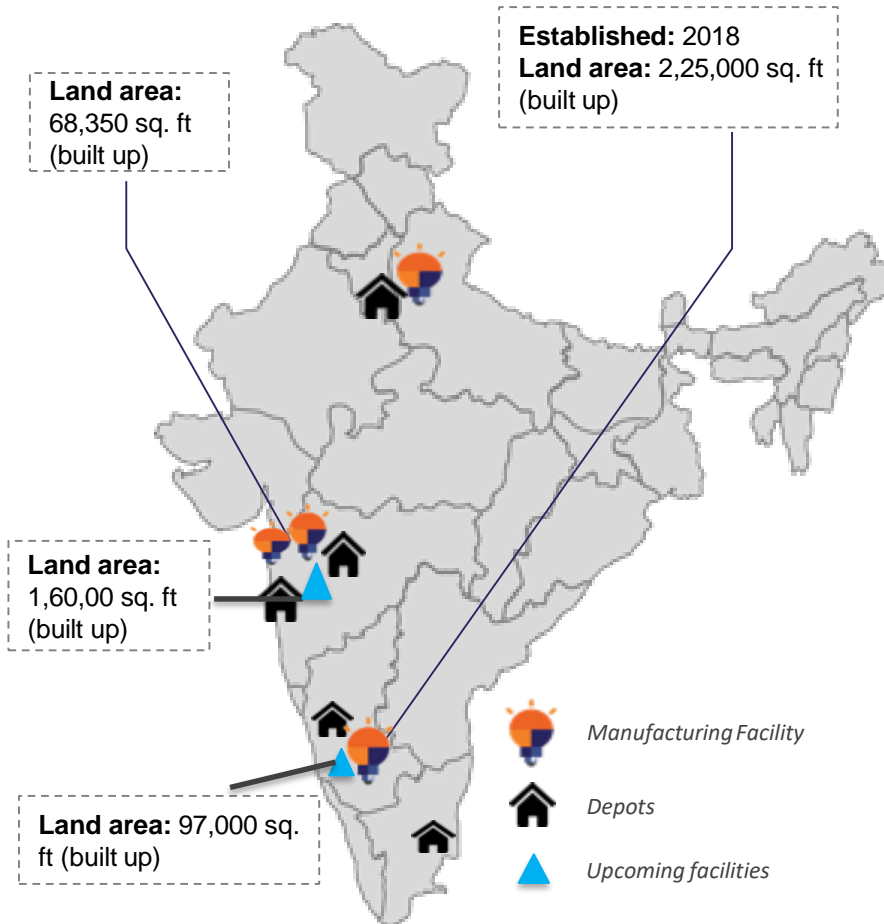 Established: 2018
Land area: 2,25,000 sq. ft
(built up)
Land area:
68,350 sq. ft
(built up)
Land area:
1,60,00 sq. ft
(built up)
Manufacturing Facility
Depots
Upcoming facilities
Land area: 97,000 sq.
ft (built up)